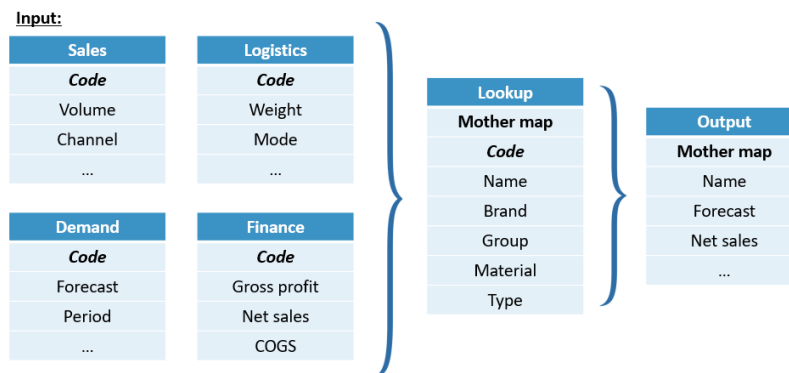 Input:
Sales
Code
Volume
Channel
...
Logistics
Code
Weight
Mode
...
Demand
Code
Forecast
Period
...
Finance
Code
Gross profit
Net sales
COGS
Lookup
Mother map
Code
Name
Brand
Group
Material
Type
Output
Mother map
Name
Forecast
Net sales
...